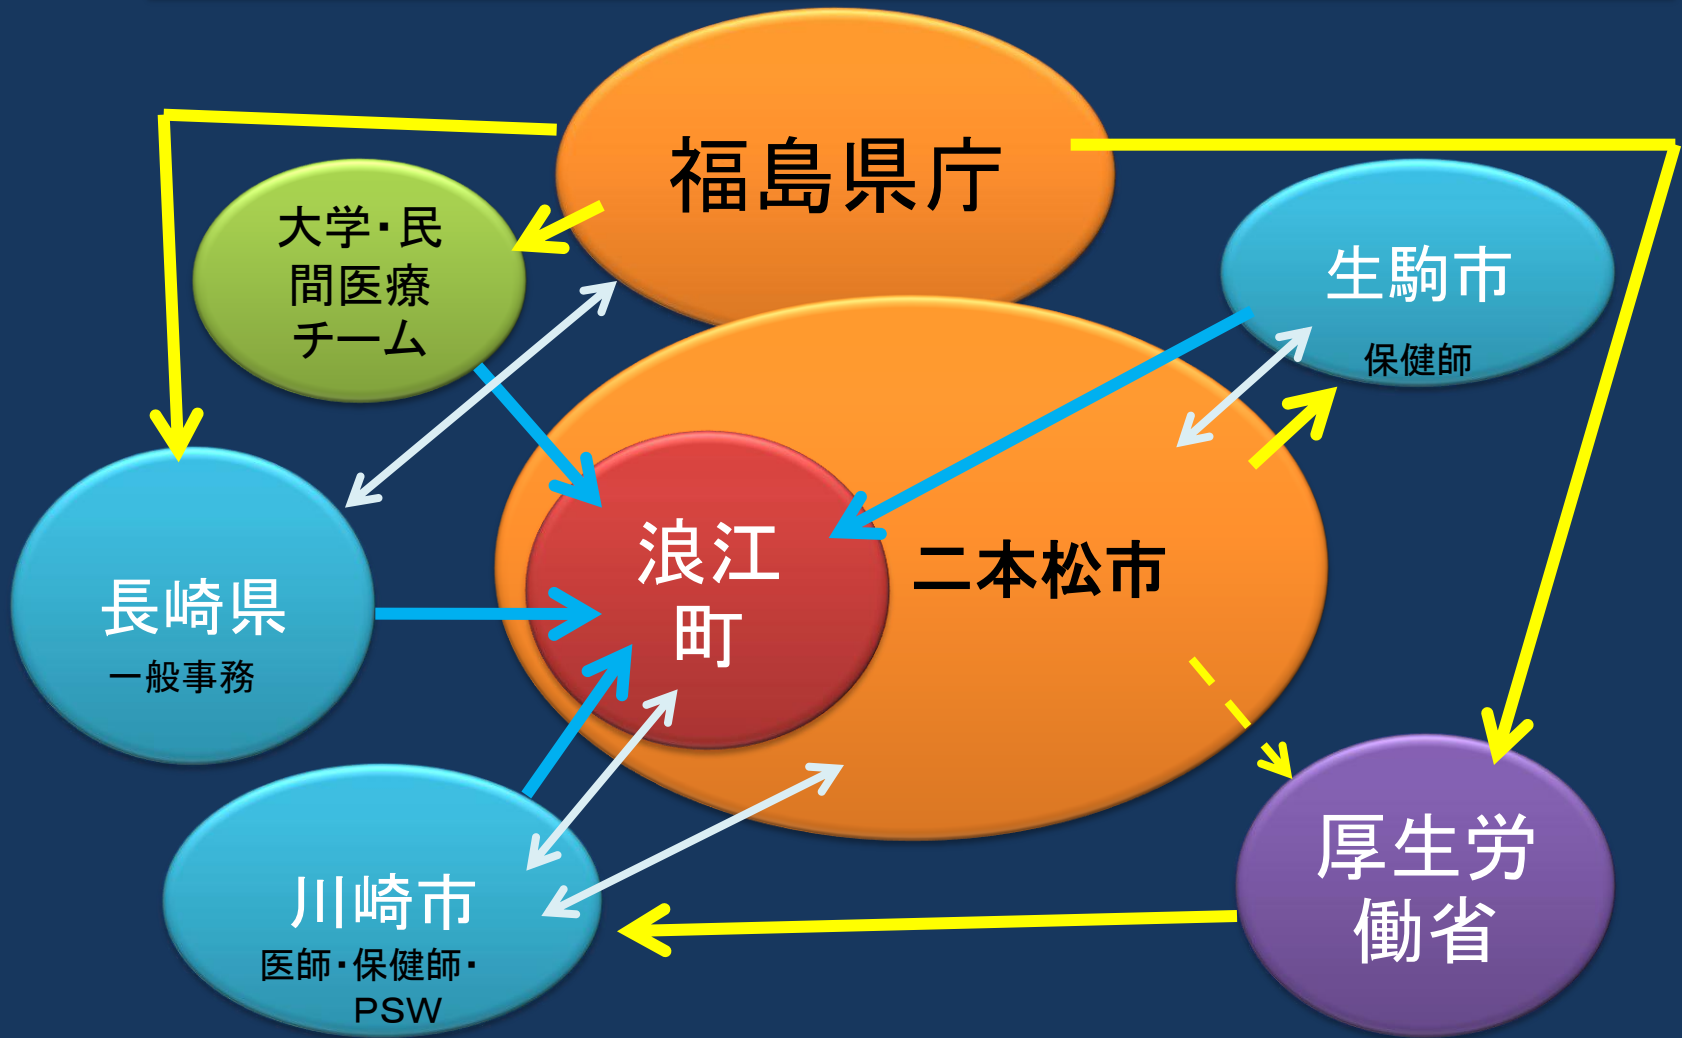 福島県庁
大学・民
間医療
チーム
生駒市
保健師
浪江
町
二本松市
長崎県
一般事務
川崎市
医師・保健師・
PSW
厚生労
働省